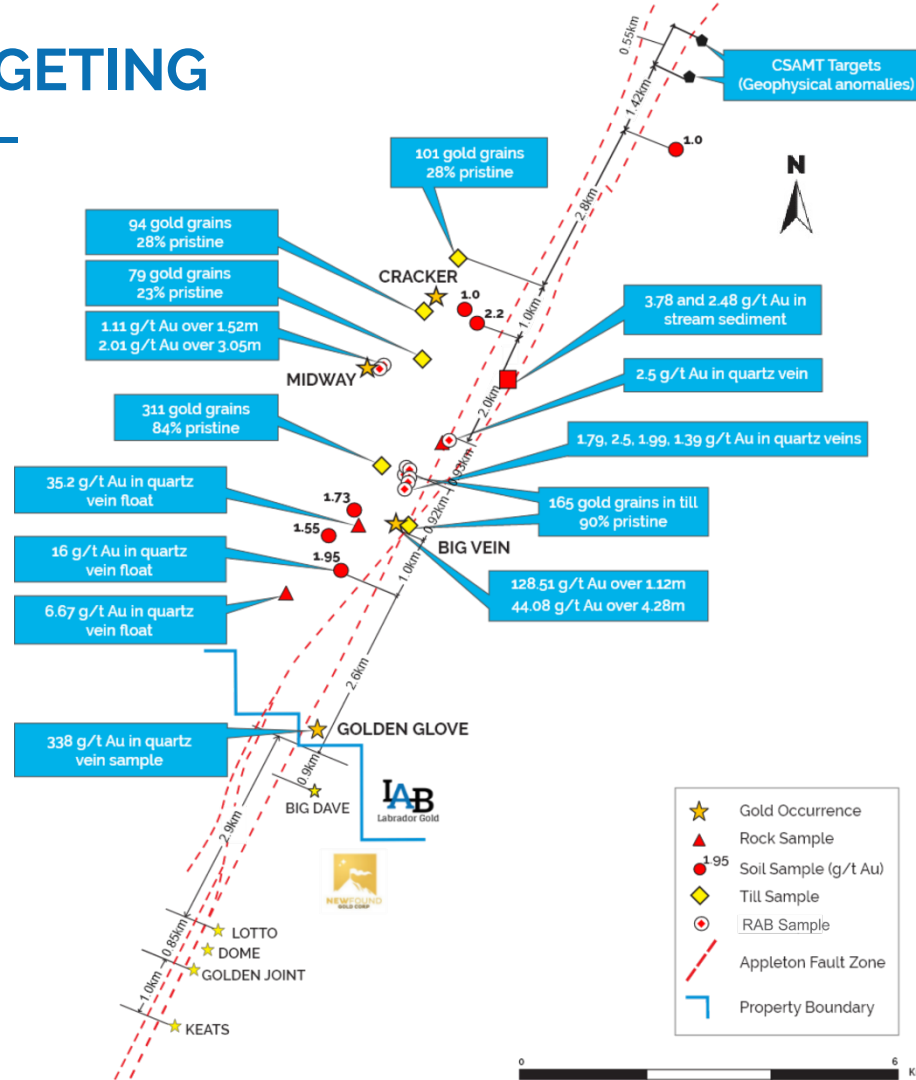 GETING
0.55km
CSAMT Targets
(Geophysical anomalies)
1.42km
1.0
101 gold grains
28% pristine
N
2.8km
94 gold grains
28% pristine
CRACKER
79 gold grains
23% pristine
1.0
2.2
1.0km
3.78 and 2.48 g/t Au in
stream sediment
1.11 g/t Au over 1.52m
2.01 g/t Au over 3.05m
MIDWAY
2.5 g/t Au in quartz vein
2.0km
311 gold grains
84% pristine
1.79, 2.5, 1.99, 1.39 g/t Au in quartz veins
0.93km
35.2 g/t Au in quartz
vein float
1.73
165 gold grains in till
90% pristine
0.92km
1.55
BIG VEIN
16 g/t Au in quartz
vein float
1.95
1.0km
128.51 g/t Au over 1.12m
44.08 g/t Au over 4.28m
6.67 g/t Au in quartz
vein float
2.6km
GOLDEN GLOVE
338 g/t Au in quartz
vein sample
0.9km
BIG DAVE
LAB
Labrador Gold
2.9km
NEWFOUND
GOLD CORP
LOTTO
0.85km
DOME
GOLDEN JOINT
1.0km
KEATS
Gold Occurrence
Rock Sample
1.95
Soil Sample (g/t Au)
Till Sample
RAB Sample
Appleton Fault Zone
Property Boundary
0
6
K